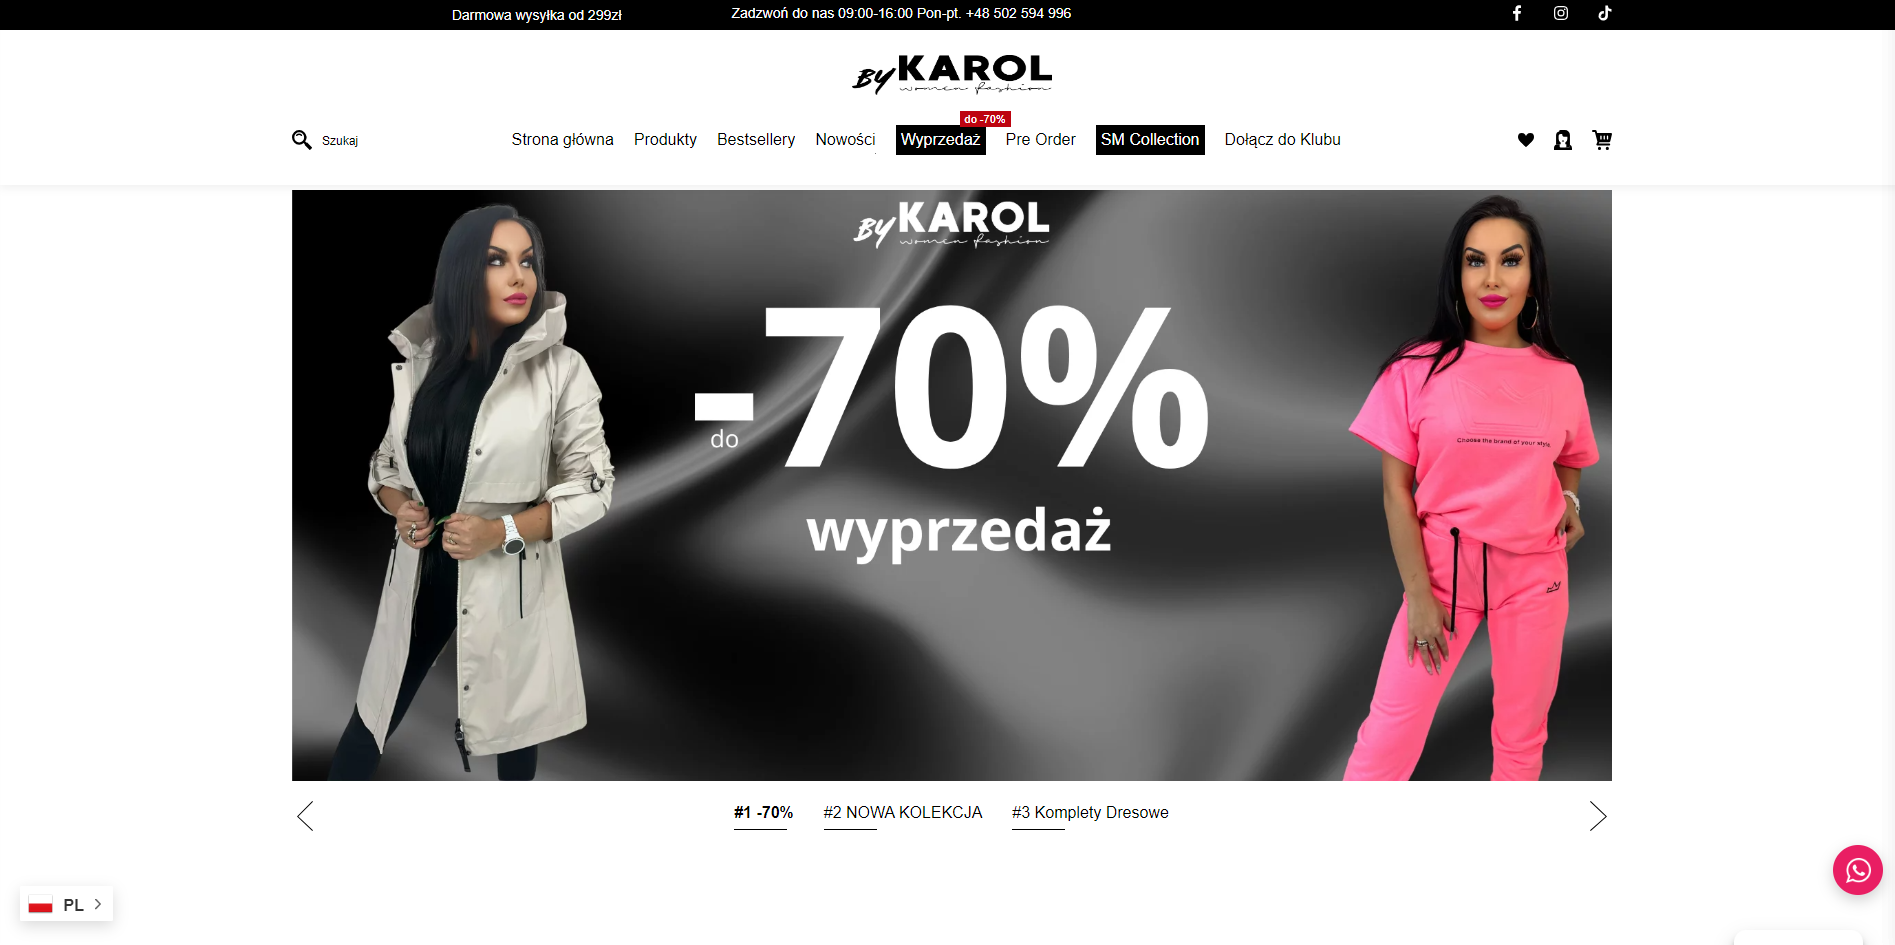 Darmowa wysyłka od 299zł
Zadzwoń do nas 09:00-16:00 Pon-pt. +48 502 594 996
BY KAROL
women fashion
do -70%
Szukaj
Strona główna
Produkty
Bestsellery
Nowości
Wyprzedaż
Pre Order
SM Collection
Dołącz do Klubu
BY KAROL
women fashion
-70%
do
wyprzedaż
Choose the brand of your style.
#1 -70%
#2 NOWA KOLEKCJA
#3 Komplety Dresowe
PL